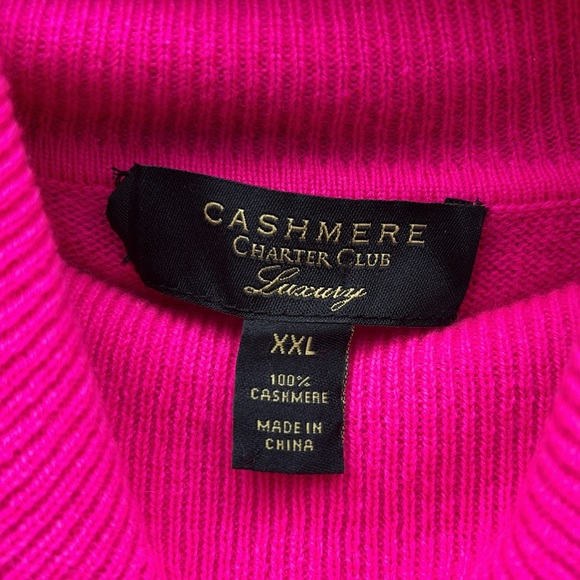 CASHMERE
CHARTER CLUB
Luxury
XXL
100%
CASHMERE
MADE IN
CHINA